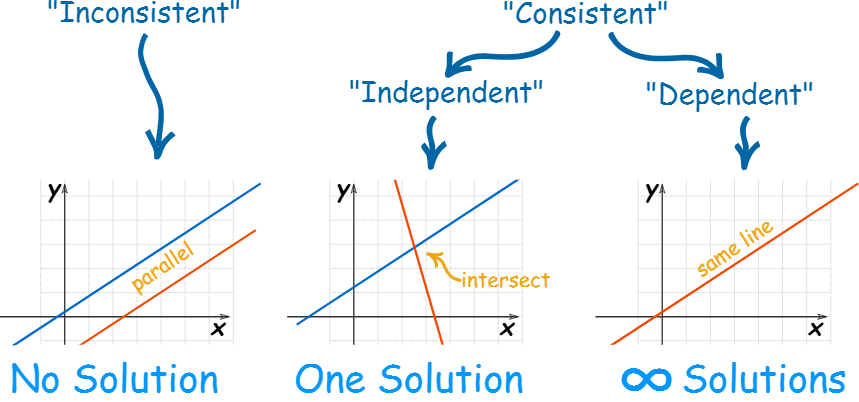 "Inconsistent"
"Consistent"
"Independent"
"Dependent"
y
parallel
x
y
intersect
x
y
same line
x
No Solution
One Solution
∞ Solutions